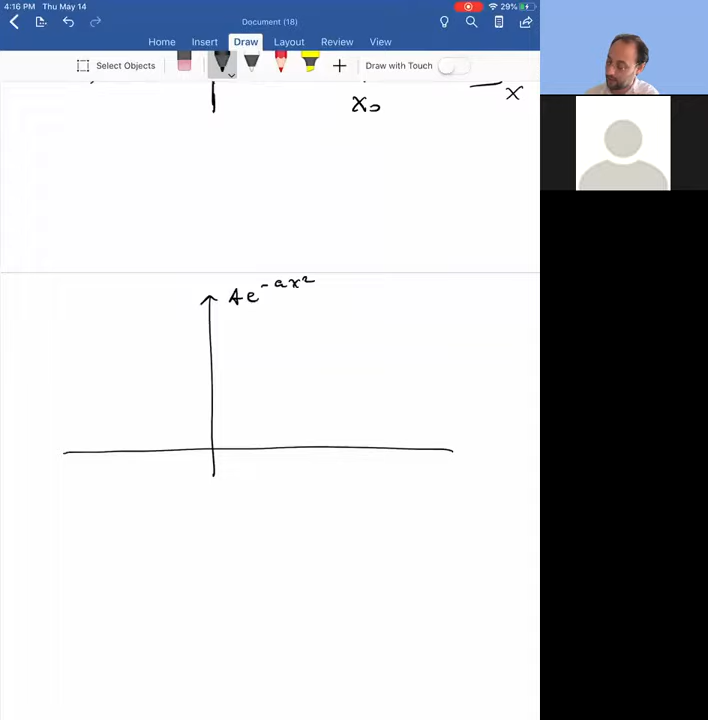 4:16 PM Thu May 14
29%
Document (18)
Home Insert Draw Layout Review View
Select Objects
Draw with Touch
x₀
x
Ae^{-ax²}